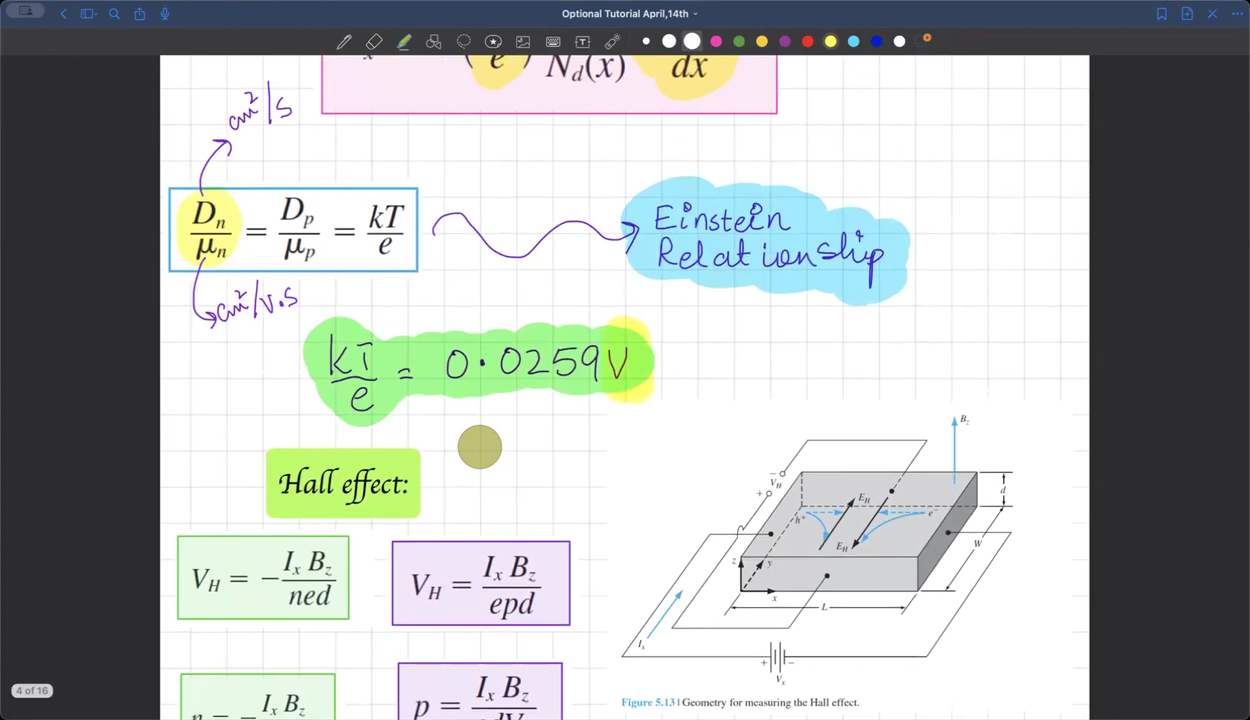 Optional Tutorial April,14th
x ( e ) N_d(x) dx
cm²/s
D_n/μ_n = D_p/μ_p = kT/e
Einstein
Relationship
cm²/V.S
kT/e = 0.0259V
Hall effect:
V_H = − I_x B_z / ned
V_H = I_x B_z / epd
n = − I_x B_z
p = I_x B_z
B_z
−
V_H
+
E_H
h⁺
e⁻
E_H
d
W
z
y
x
L
I_x
+ −
V_x
Figure 5.13 | Geometry for measuring the Hall effect.
4 of 16